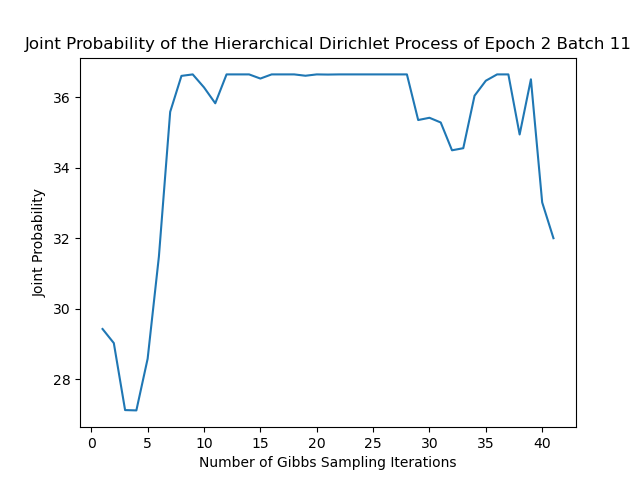 Joint Probability of the Hierarchical Dirichlet Process of Epoch 2 Batch 11
36
34
32
30
28
Joint Probability
0 5 10 15 20 25 30 35 40
Number of Gibbs Sampling Iterations